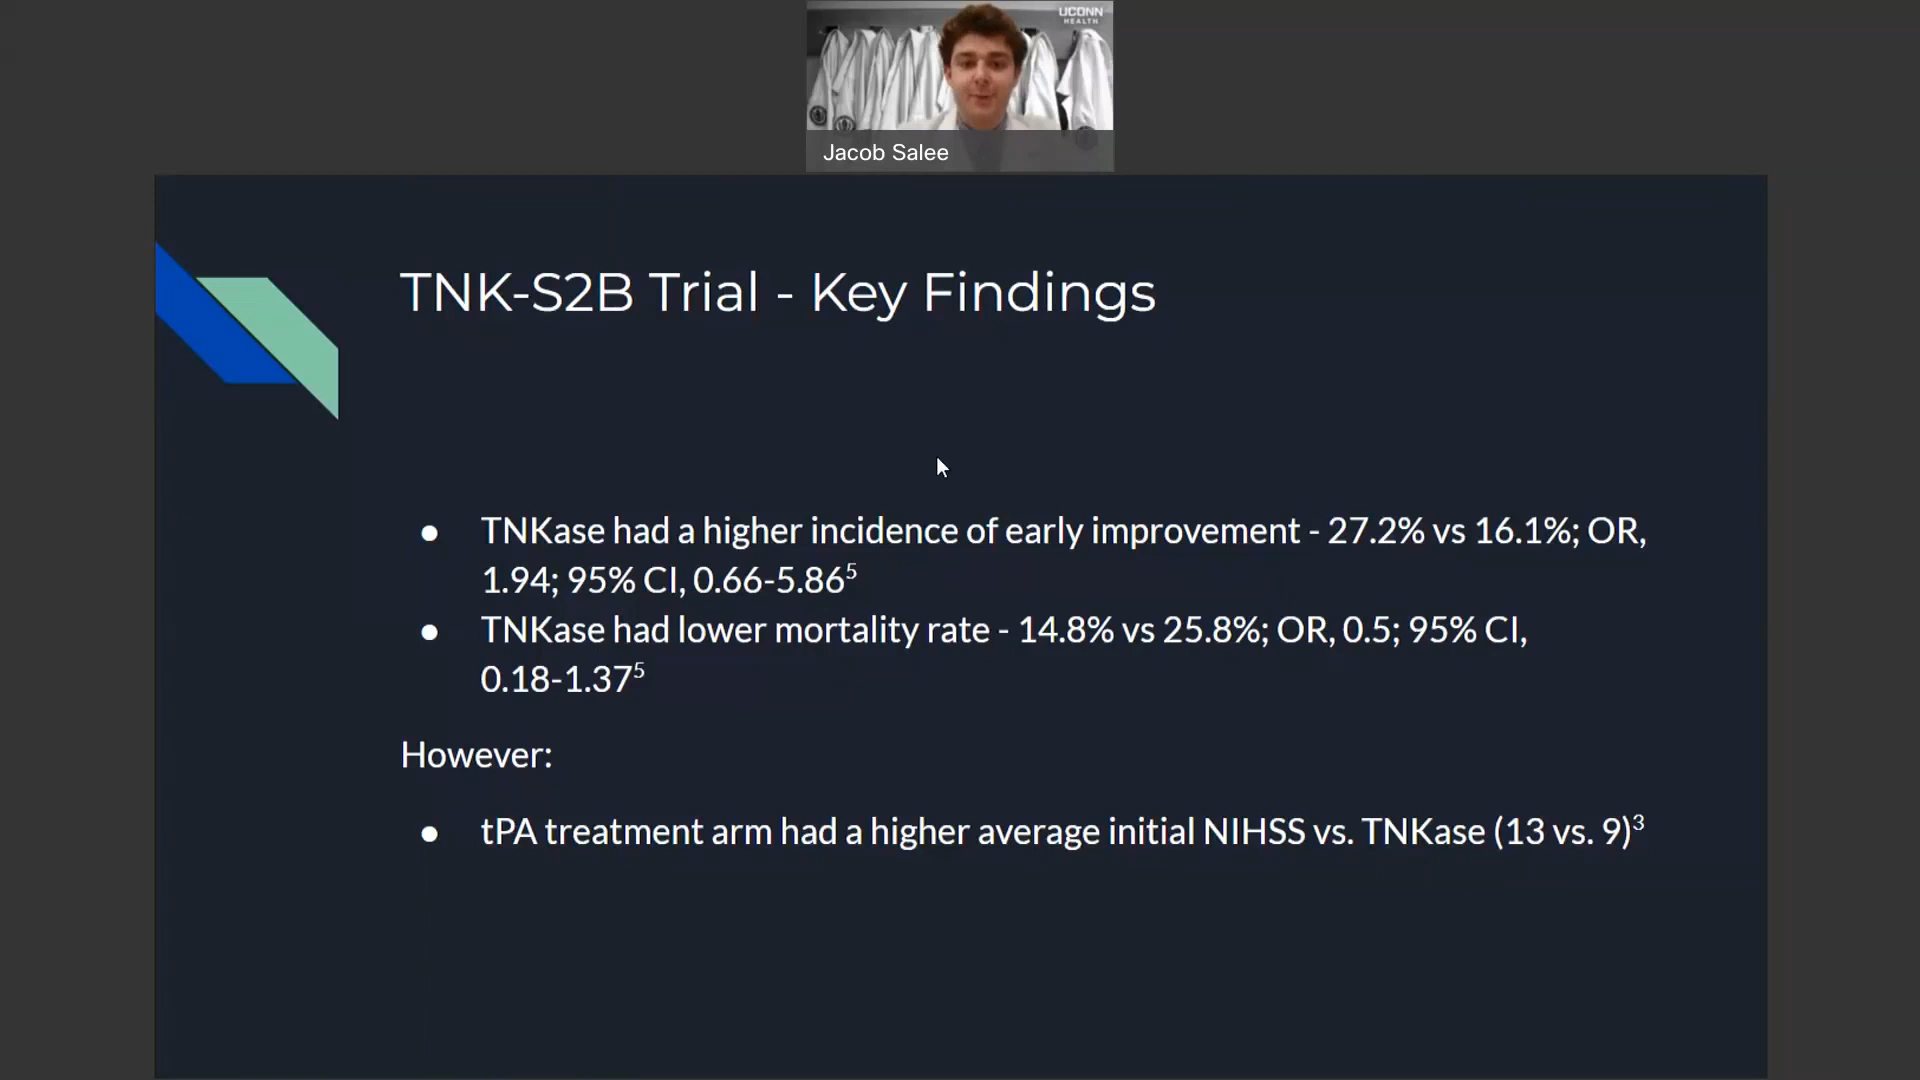 UCONN
HEALTH
Jacob Salee
TNK-S2B Trial - Key Findings
● TNKase had a higher incidence of early improvement - 27.2% vs 16.1%; OR,
1.94; 95% CI, 0.66-5.86⁵
● TNKase had lower mortality rate - 14.8% vs 25.8%; OR, 0.5; 95% CI,
0.18-1.37⁵
However:
● tPA treatment arm had a higher average initial NIHSS vs. TNKase (13 vs. 9)³